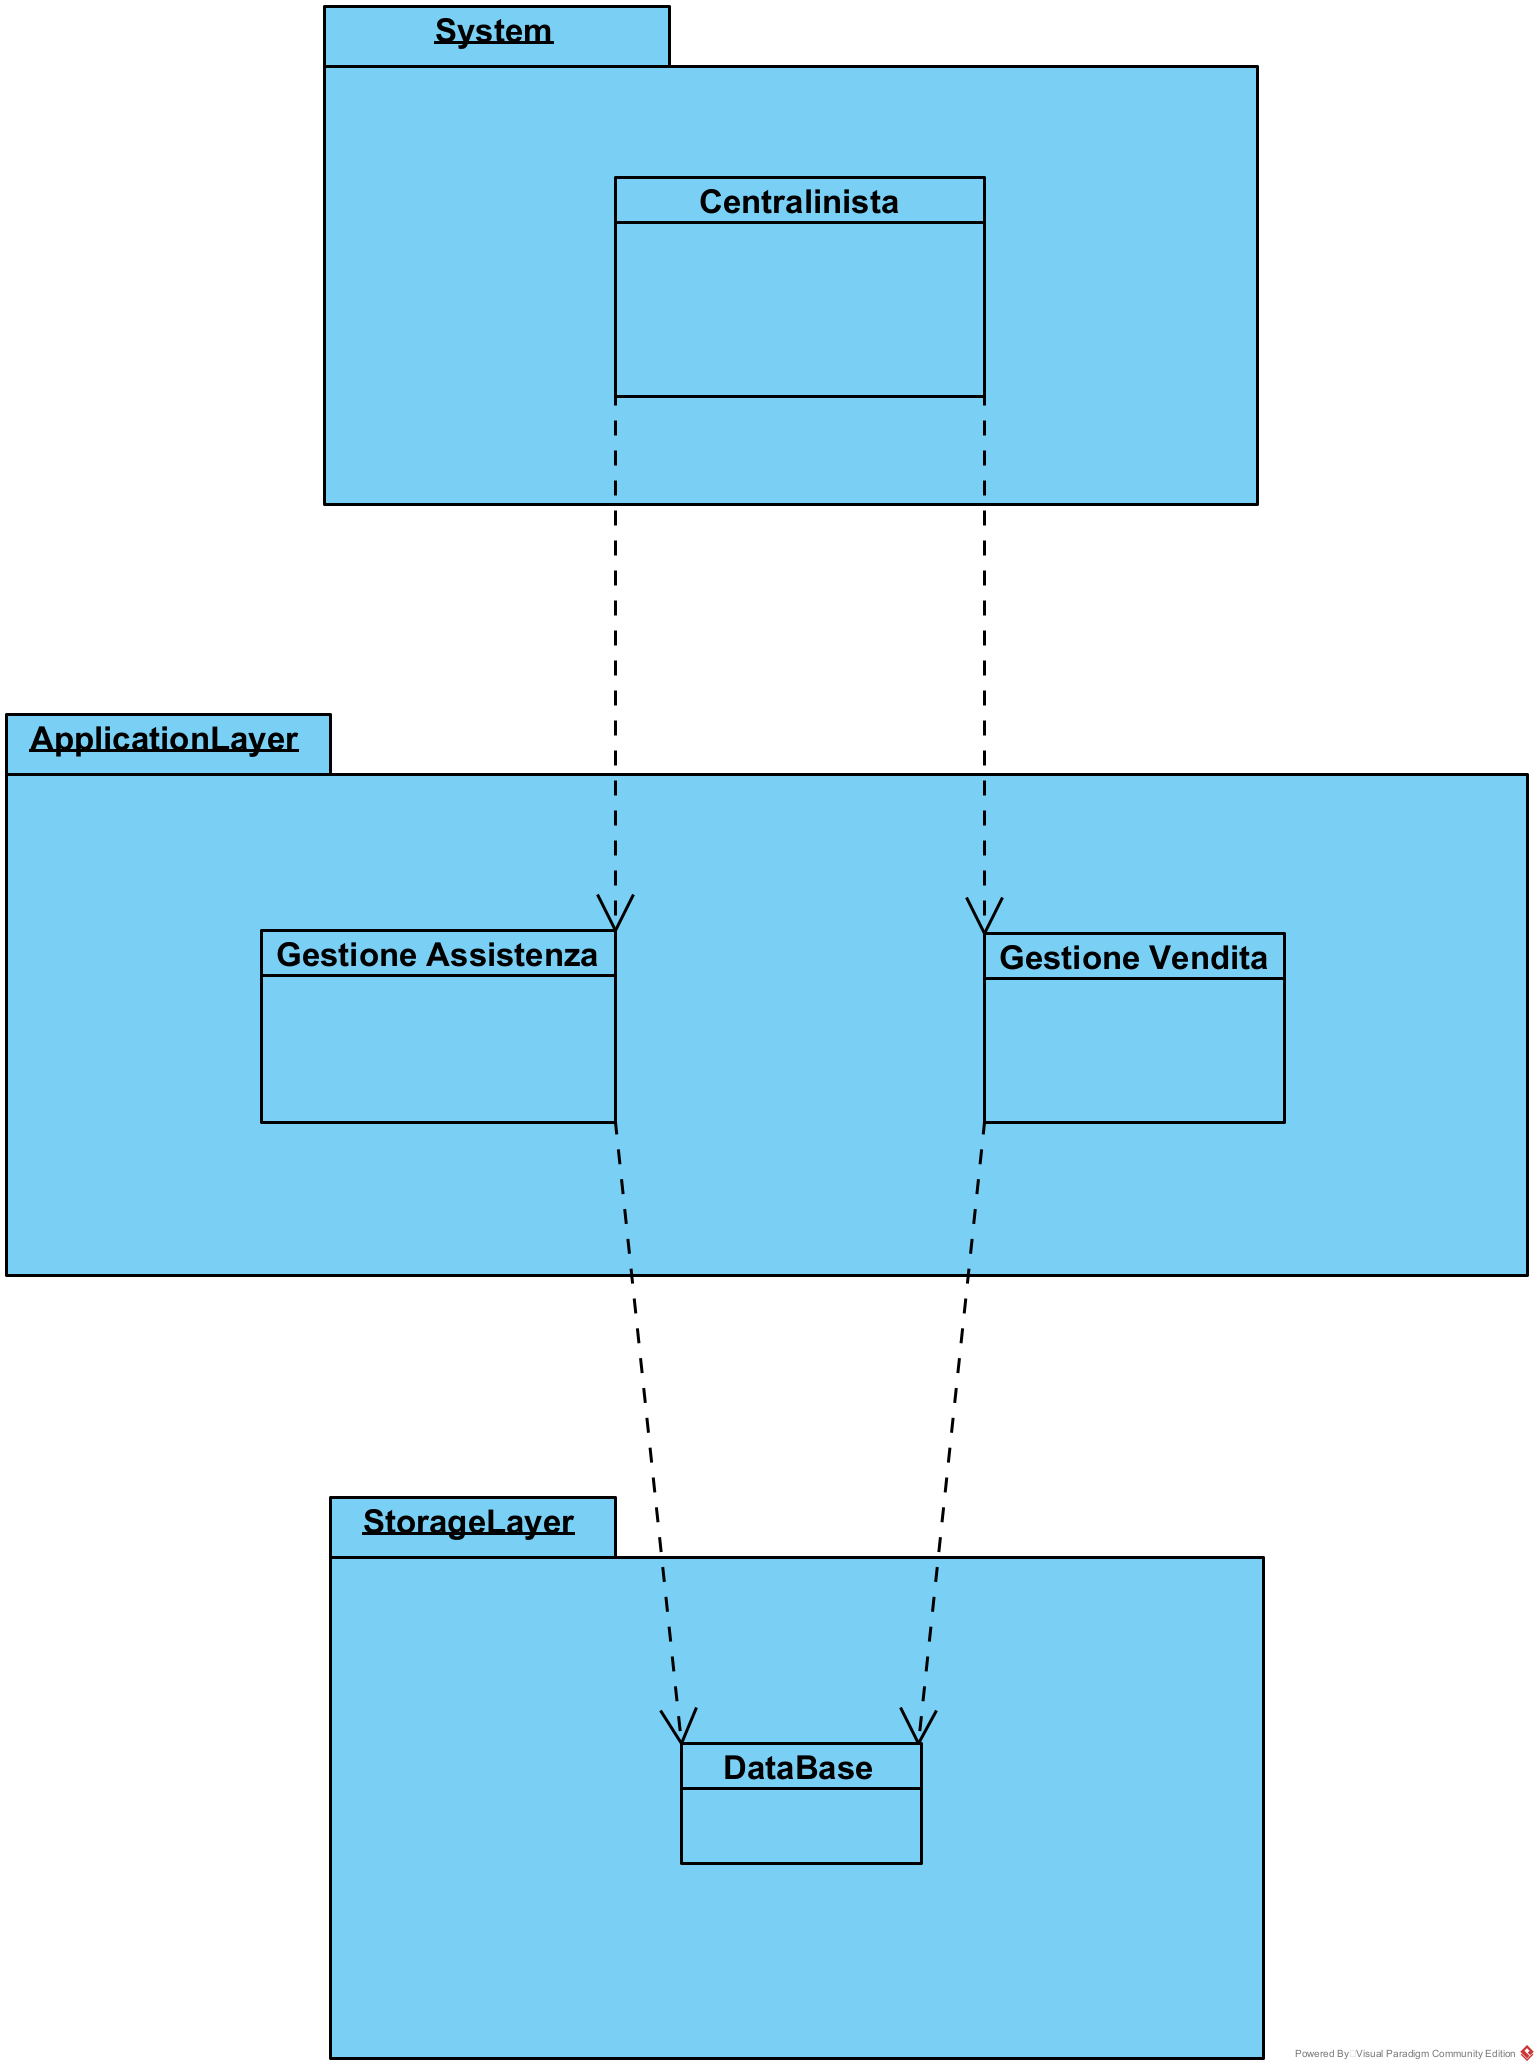 System
Centralinista
ApplicationLayer
Gestione Assistenza
Gestione Vendita
StorageLayer
DataBase
Powered By Visual Paradigm Community Edition